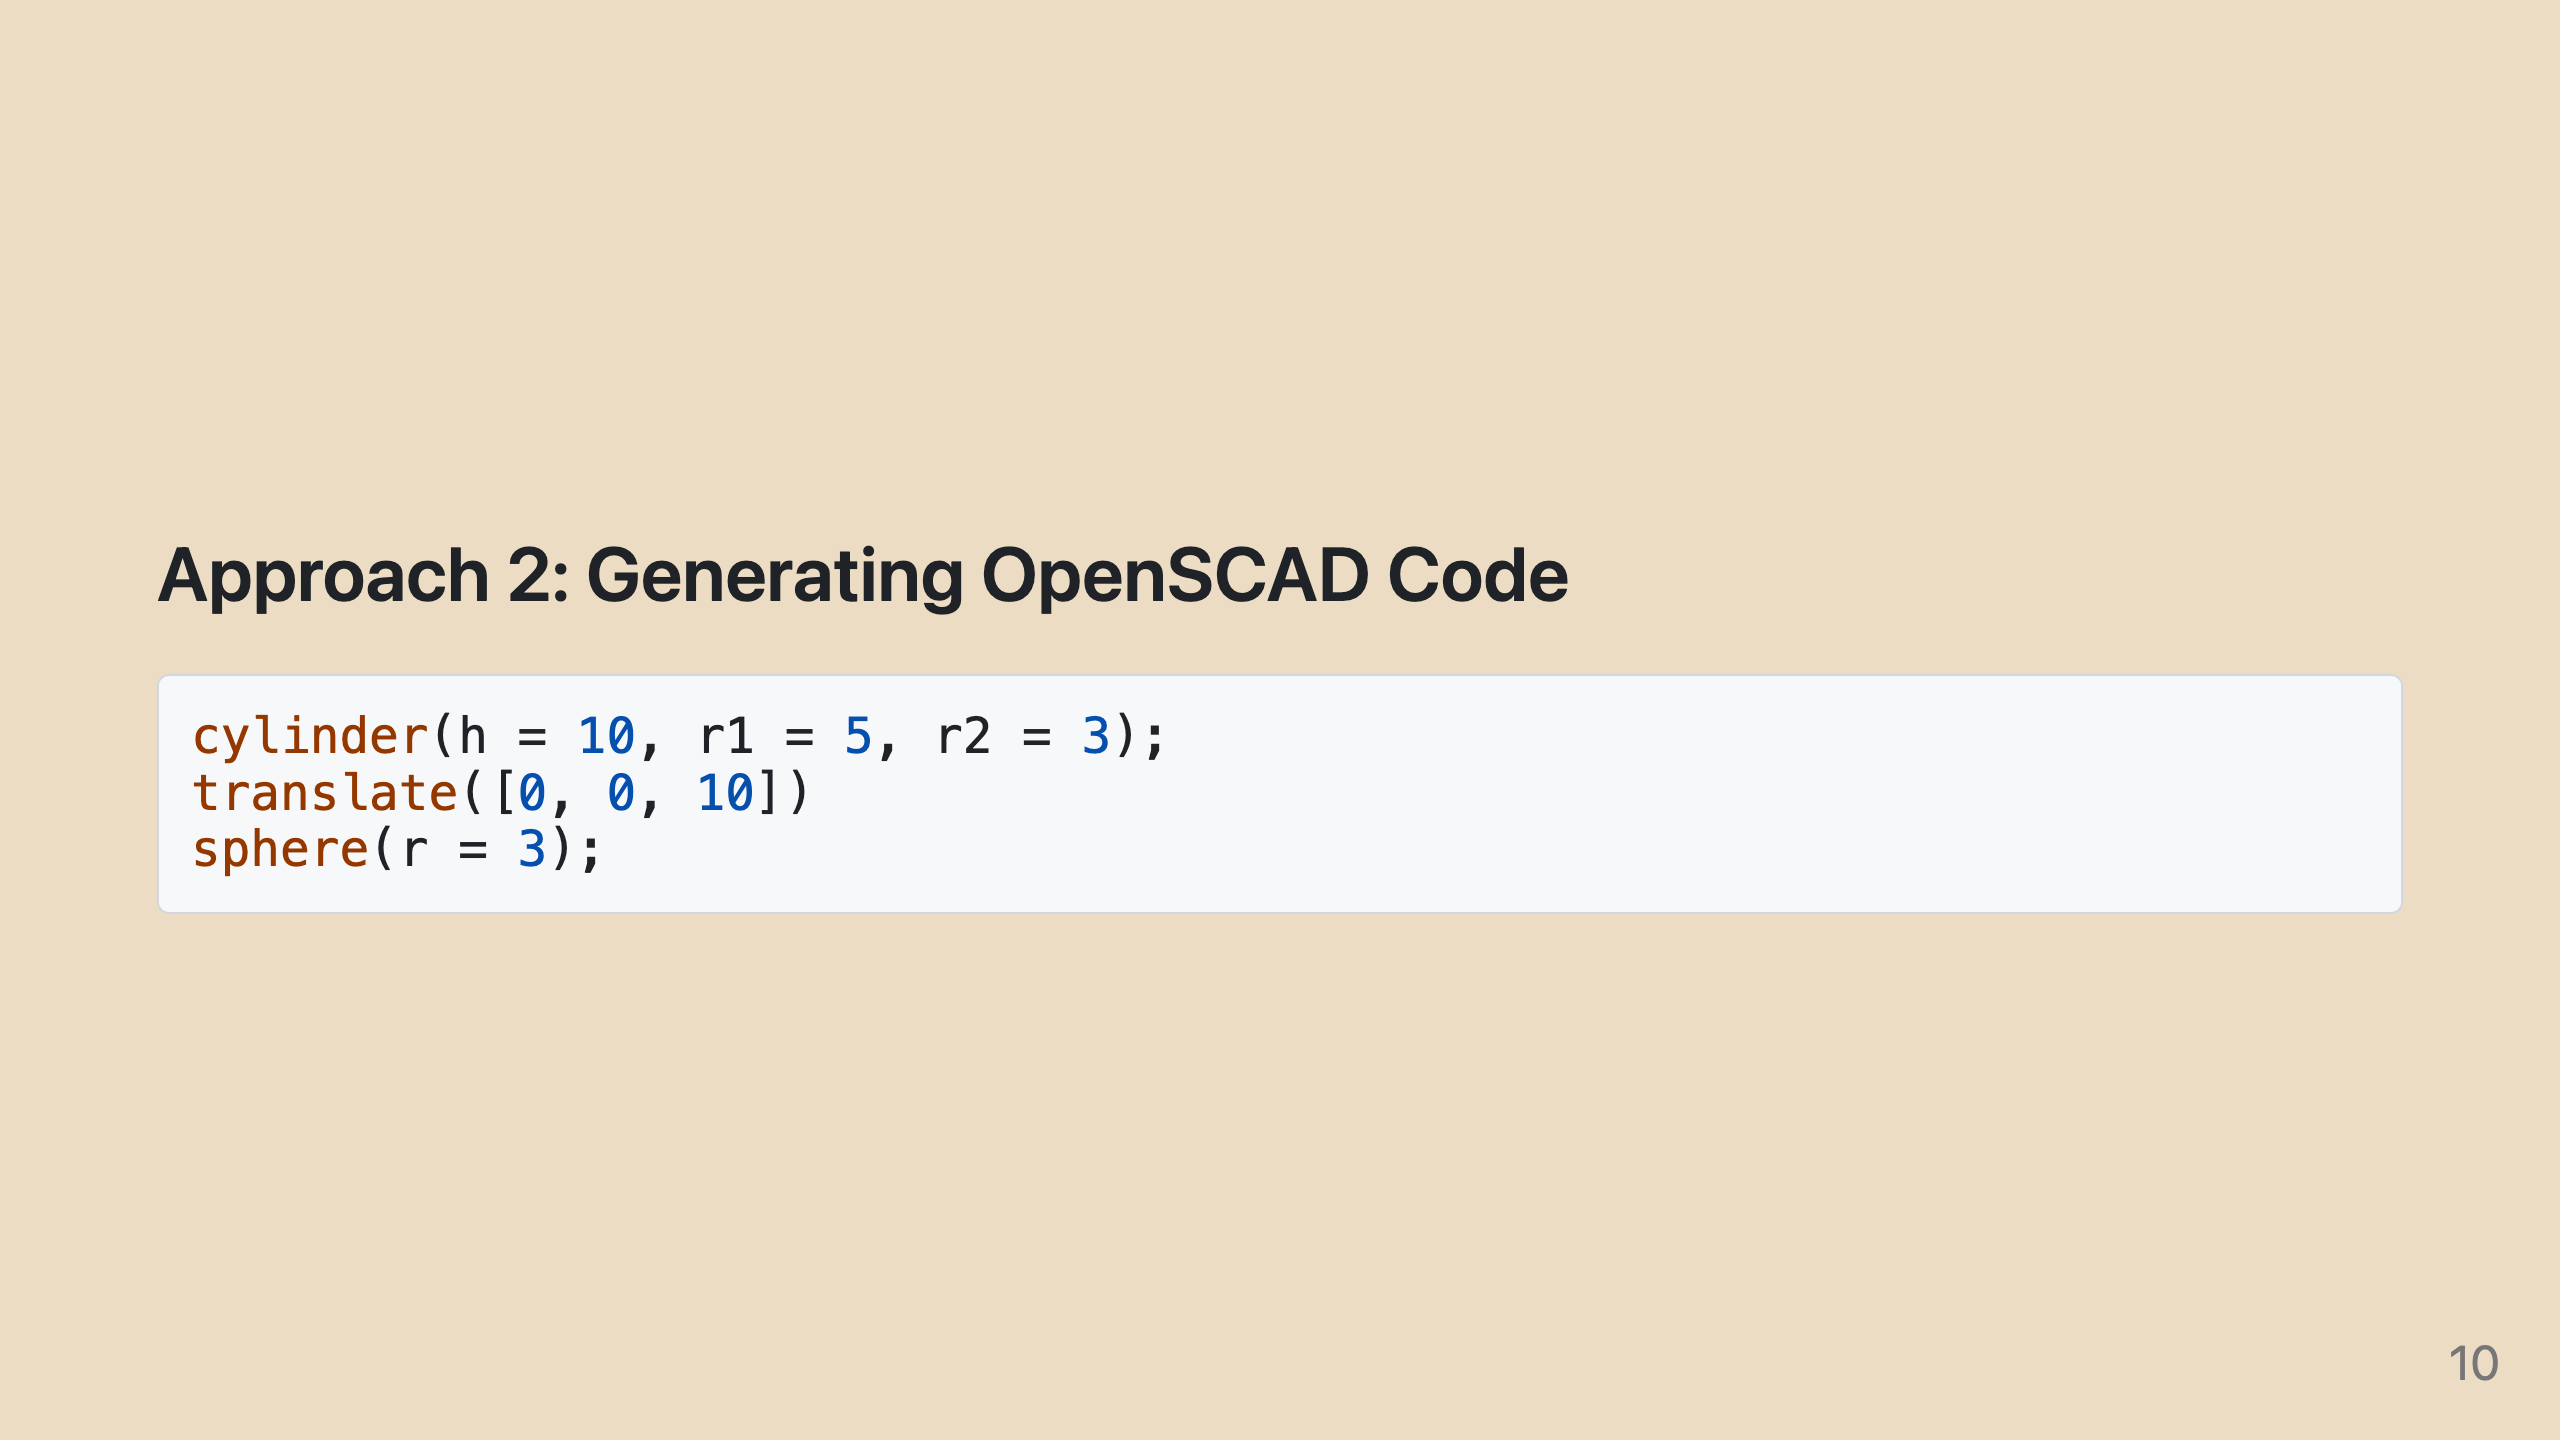 Approach 2: Generating OpenSCAD Code
cylinder(h = 10, r1 = 5, r2 = 3);
translate([0, 0, 10])
sphere(r = 3);
10